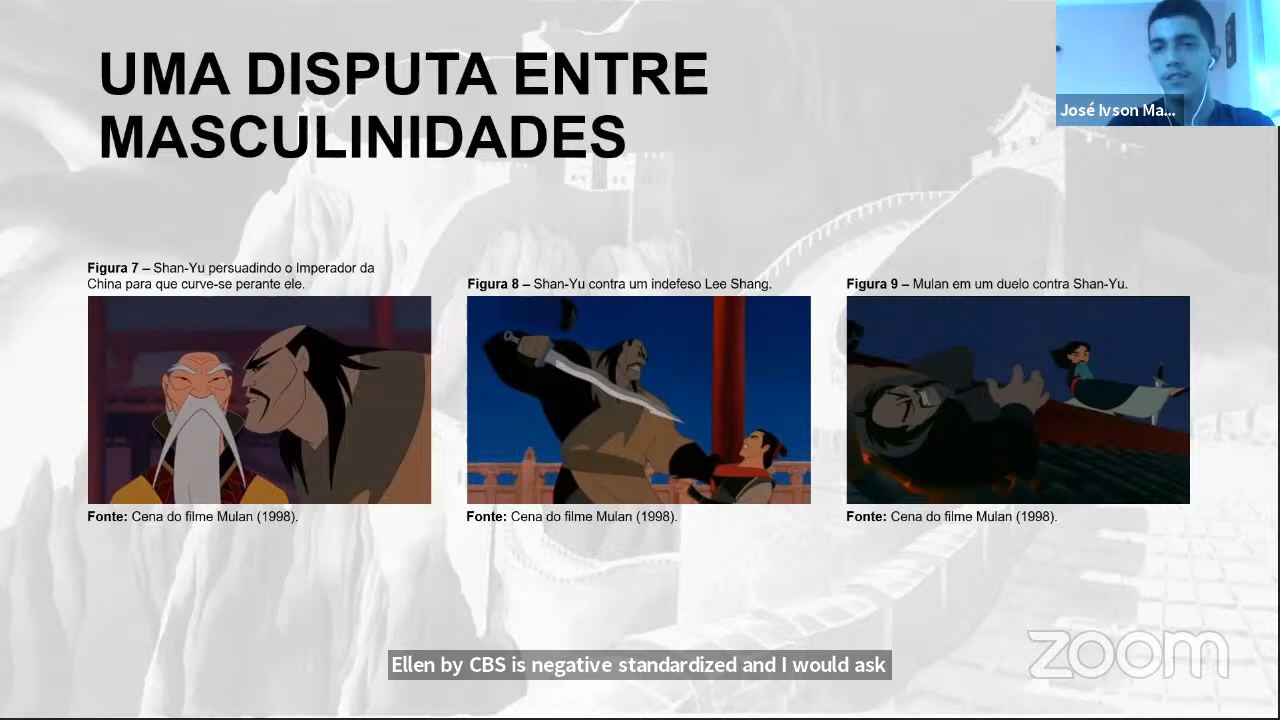 UMA DISPUTA ENTRE
MASCULINIDADES
José Ivson Ma...
Figura 7 – Shan-Yu persuadindo o Imperador da
China para que curve-se perante ele.
Figura 8 – Shan-Yu contra um indefeso Lee Shang.
Figura 9 – Mulan em um duelo contra Shan-Yu.
Fonte: Cena do filme Mulan (1998).
Fonte: Cena do filme Mulan (1998).
Fonte: Cena do filme Mulan (1998).
Ellen by CBS is negative standardized and I would ask
zoom